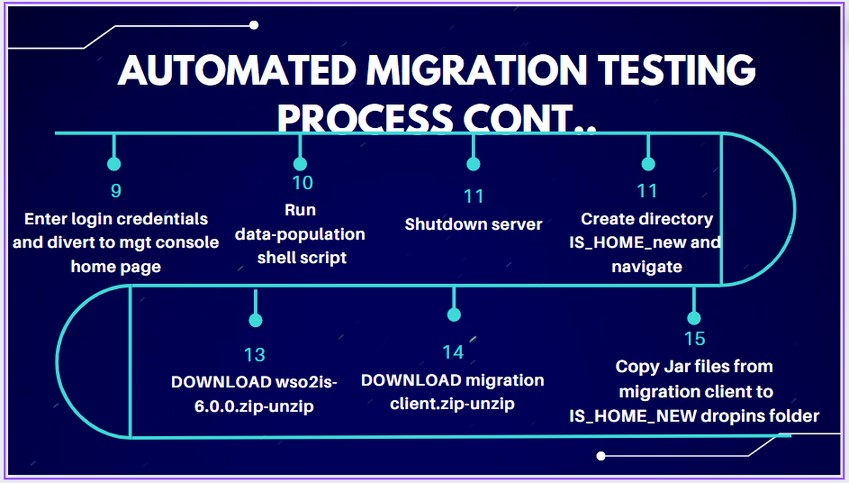 AUTOMATED MIGRATION TESTING
PROCESS CONT..
9
Enter login credentials
and divert to mgt console
home page
10
Run
data-population
shell script
11
Shutdown server
11
Create directory
IS_HOME_new and
navigate
13
DOWNLOAD wso2is-
6.0.0.zip-unzip
14
DOWNLOAD migration
client.zip-unzip
15
Copy Jar files from
migration client to
IS_HOME_NEW dropins folder